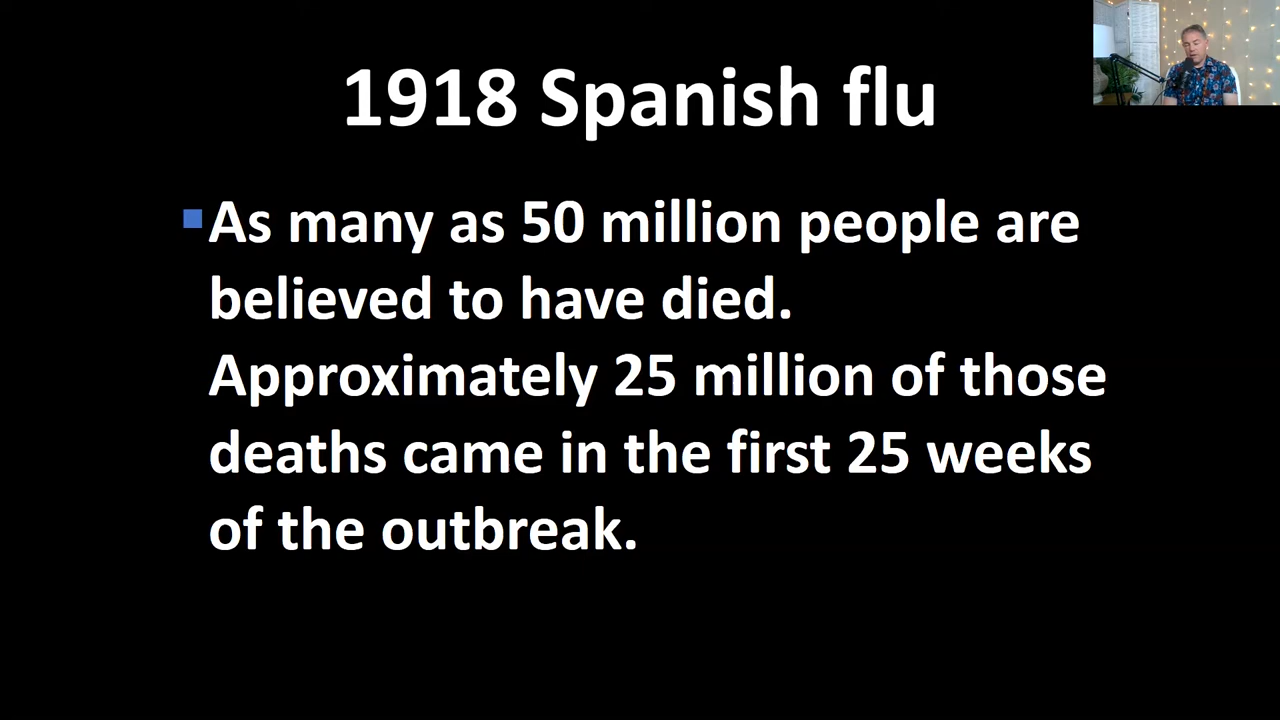 1918 Spanish flu
As many as 50 million people are
believed to have died.
Approximately 25 million of those
deaths came in the first 25 weeks
of the outbreak.